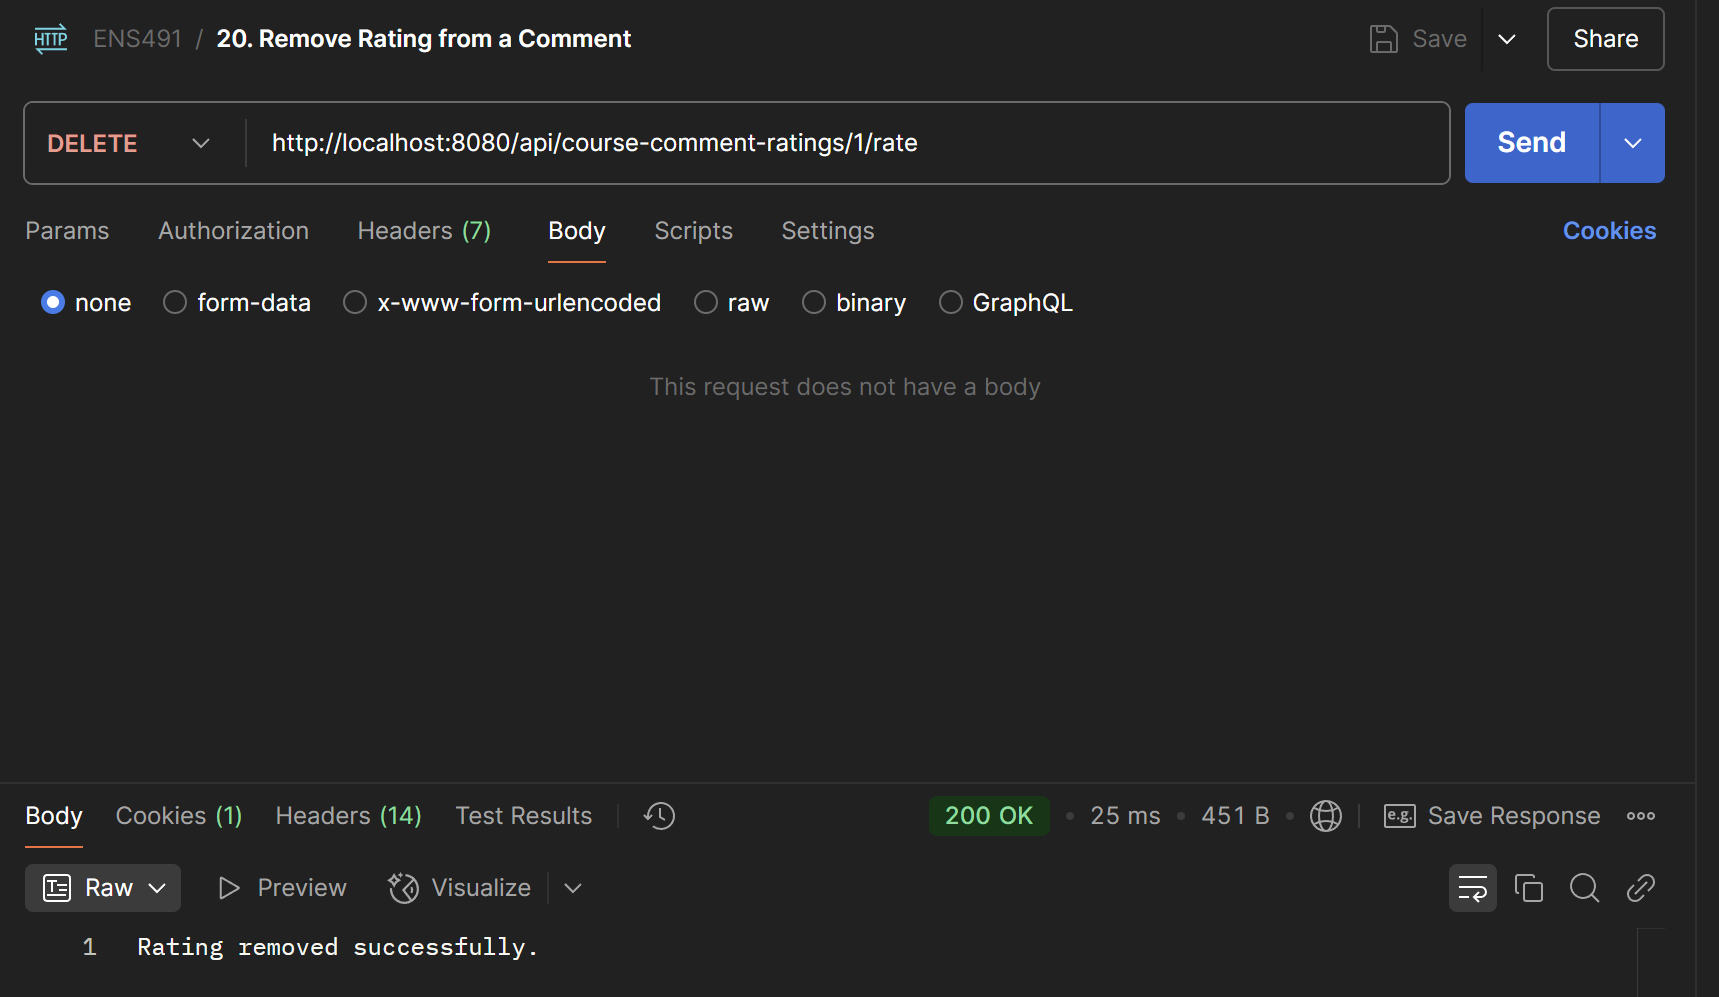 HTTP ENS491 / 20. Remove Rating from a Comment Save Share
DELETE http://localhost:8080/api/course-comment-ratings/1/rate Send
Params Authorization Headers (7) Body Scripts Settings Cookies
none form-data x-www-form-urlencoded raw binary GraphQL
This request does not have a body
Body Cookies (1) Headers (14) Test Results 200 OK • 25 ms • 451 B • e.g. Save Response
Raw Preview Visualize
1 Rating removed successfully.